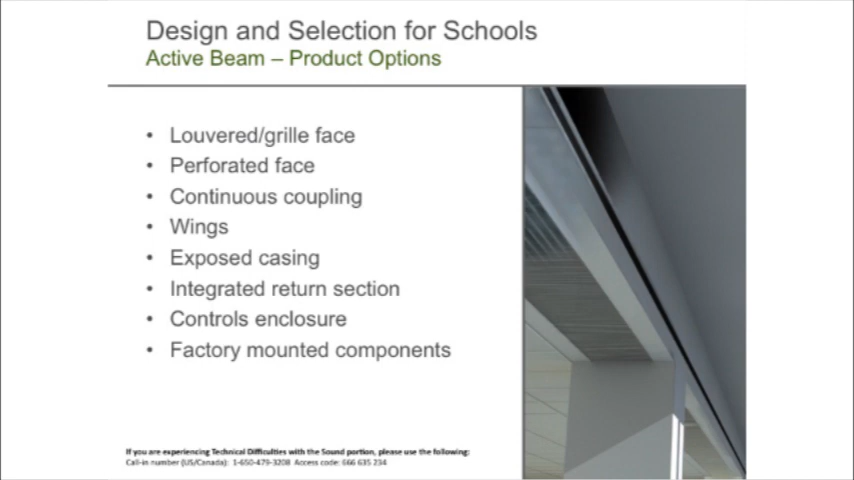 Design and Selection for Schools
Active Beam – Product Options
• Louvered/grille face
• Perforated face
• Continuous coupling
• Wings
• Exposed casing
• Integrated return section
• Controls enclosure
• Factory mounted components
If you are experiencing Technical Difficulties with the Sound portion, please use the following:
Call-in number (US/Canada): 1-650-479-3208 Access code: 666 635 234